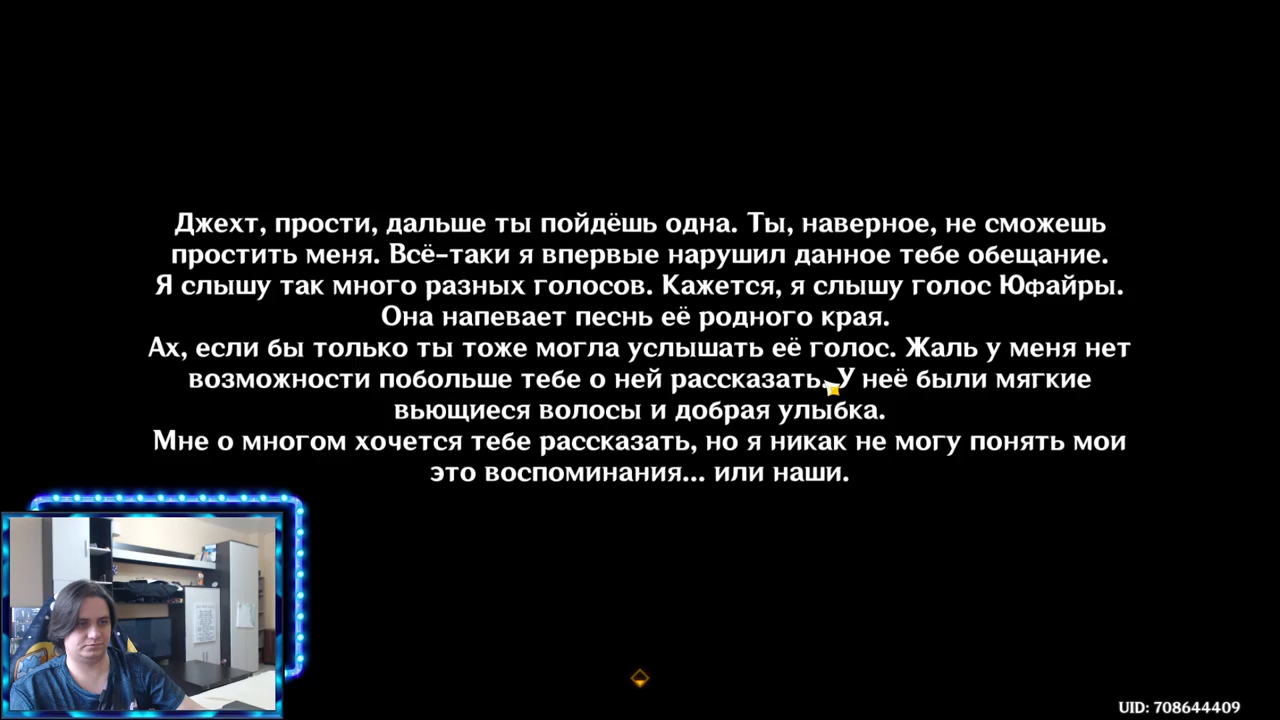 Джехт, прости, дальше ты пойдёшь одна. Ты, наверное, не сможешь
простить меня. Всё-таки я впервые нарушил данное тебе обещание.
Я слышу так много разных голосов. Кажется, я слышу голос Юфайры.
Она напевает песнь её родного края.
Ах, если бы только ты тоже могла услышать её голос. Жаль у меня нет
возможности побольше тебе о ней рассказать. У неё были мягкие
вьющиеся волосы и добрая улыбка.
Мне о многом хочется тебе рассказать, но я никак не могу понять мои
это воспоминания... или наши.
UID: 708644409